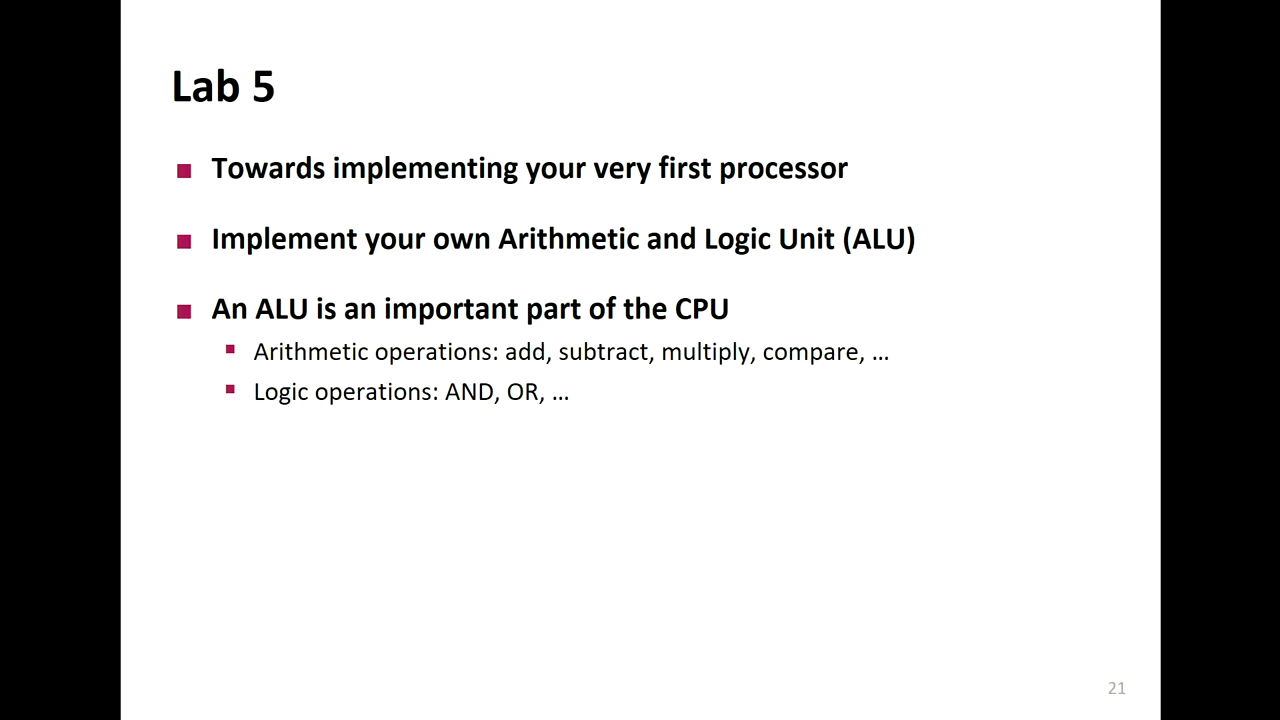 Lab 5
Towards implementing your very first processor
Implement your own Arithmetic and Logic Unit (ALU)
An ALU is an important part of the CPU
Arithmetic operations: add, subtract, multiply, compare, …
Logic operations: AND, OR, …
21